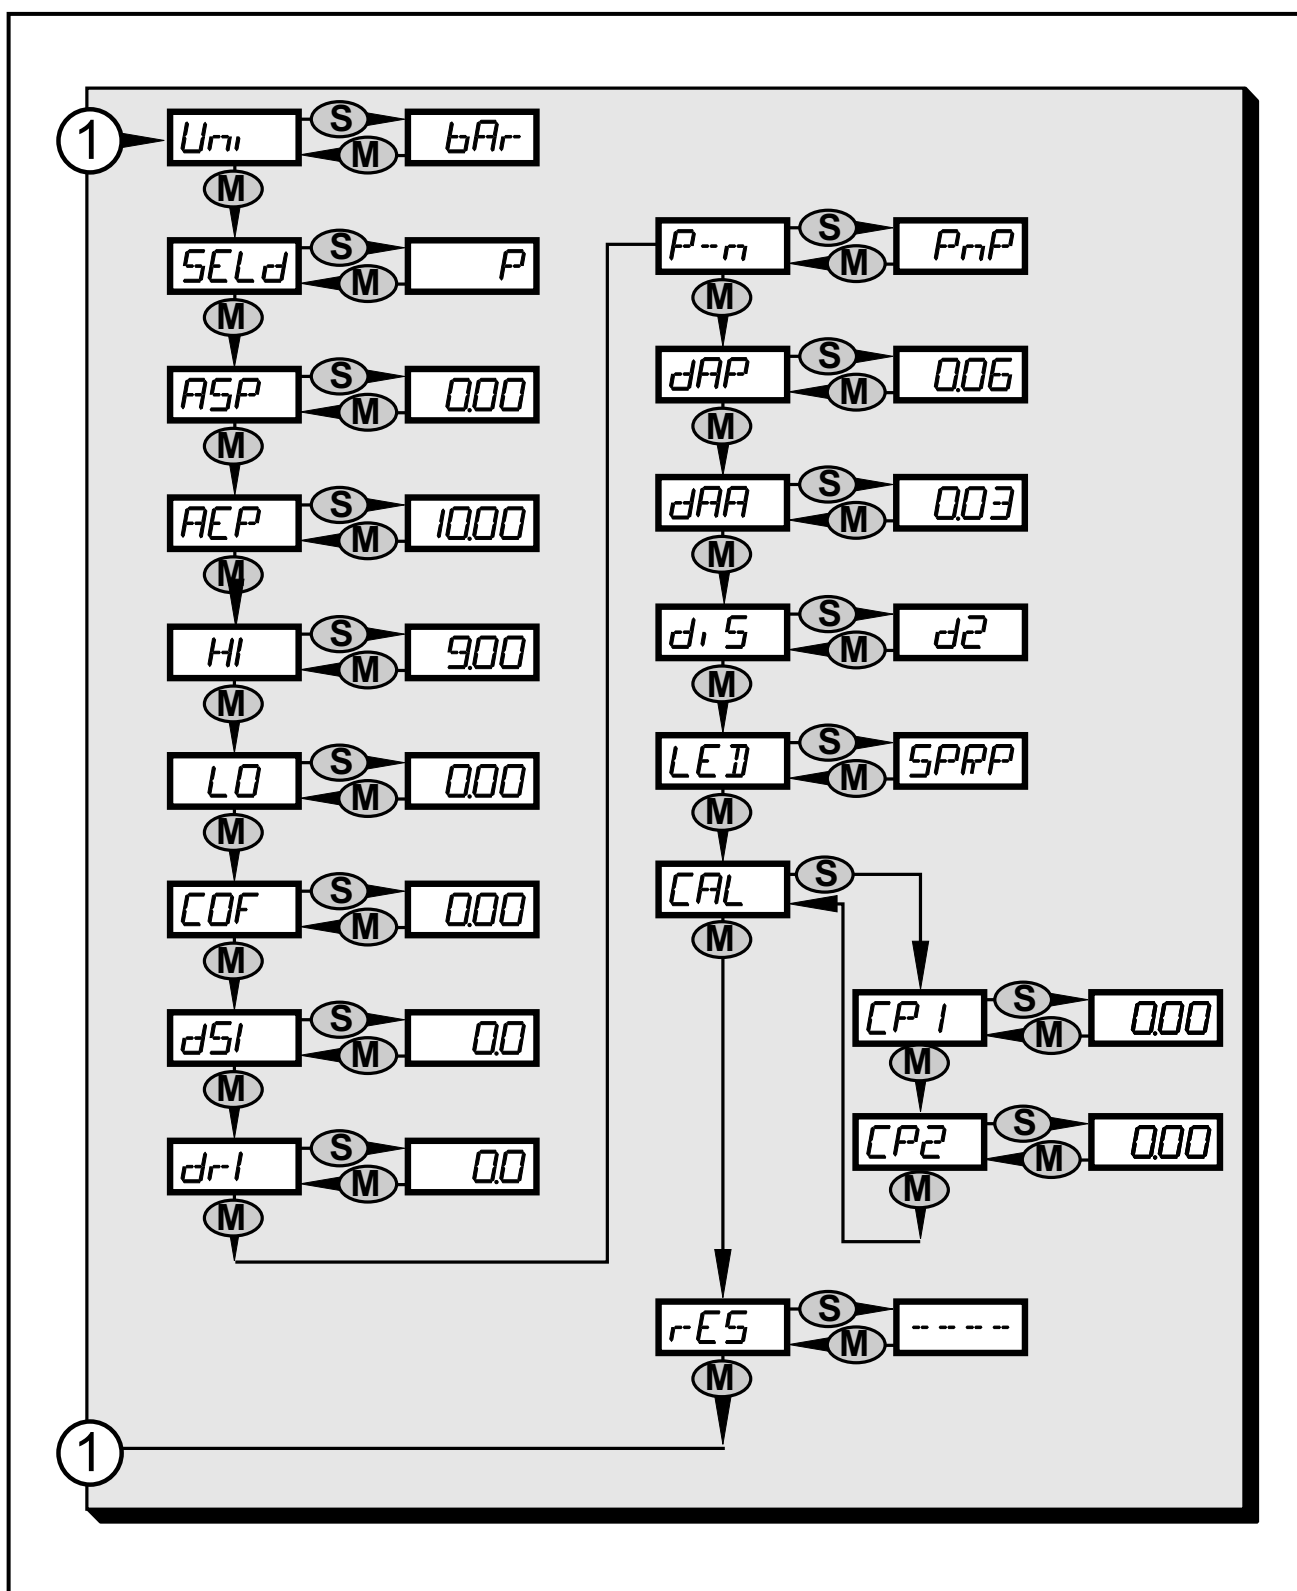 1 Uni S bAr
M
M
SELd S P
M
M
ASP S 0.00
M
M
AEP S 10.00
M
M
HI S 9.00
M
M
LO S 0.00
M
M
COF S 0.00
M
M
dS1 S 0.0
M
M
dr1 S 0.0
M
M
P--n S PnP
M
M
dAP S 0.06
M
M
dAA S 0.03
M
M
diS S d2
M
M
LED S SPRP
M
M
CAL S
M
CP1 S 0.00
M
M
CP2 S 0.00
M
M
rES S -- -- -- --
M
M
1